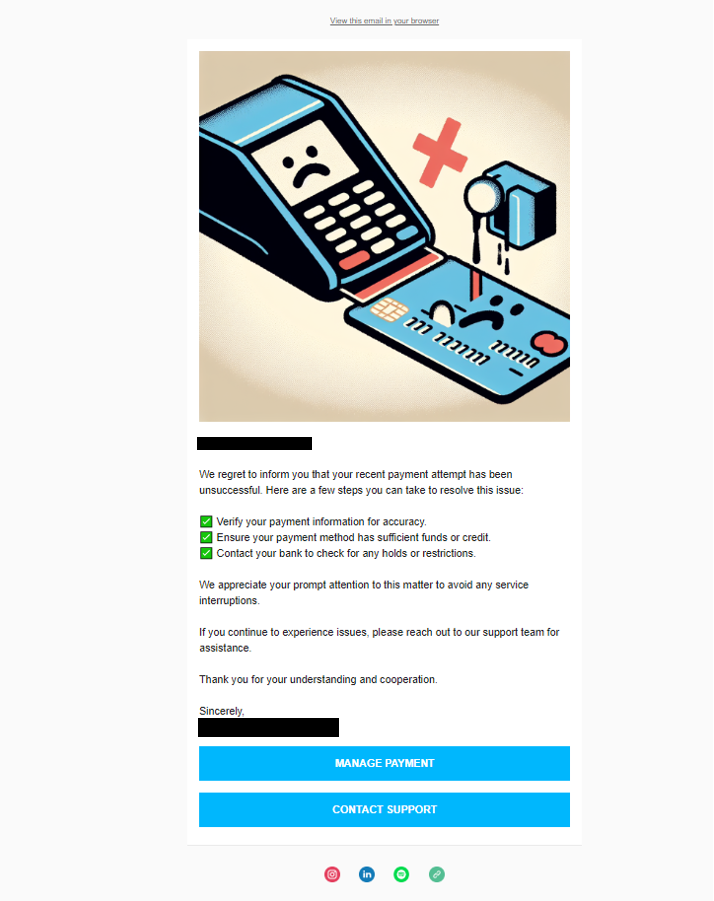 View this email in your browser
We regret to inform you that your recent payment attempt has been
unsuccessful. Here are a few steps you can take to resolve this issue:
✅ Verify your payment information for accuracy.
✅ Ensure your payment method has sufficient funds or credit.
✅ Contact your bank to check for any holds or restrictions.
We appreciate your prompt attention to this matter to avoid any service
interruptions.
If you continue to experience issues, please reach out to our support team for
assistance.
Thank you for your understanding and cooperation.
Sincerely,
MANAGE PAYMENT
CONTACT SUPPORT